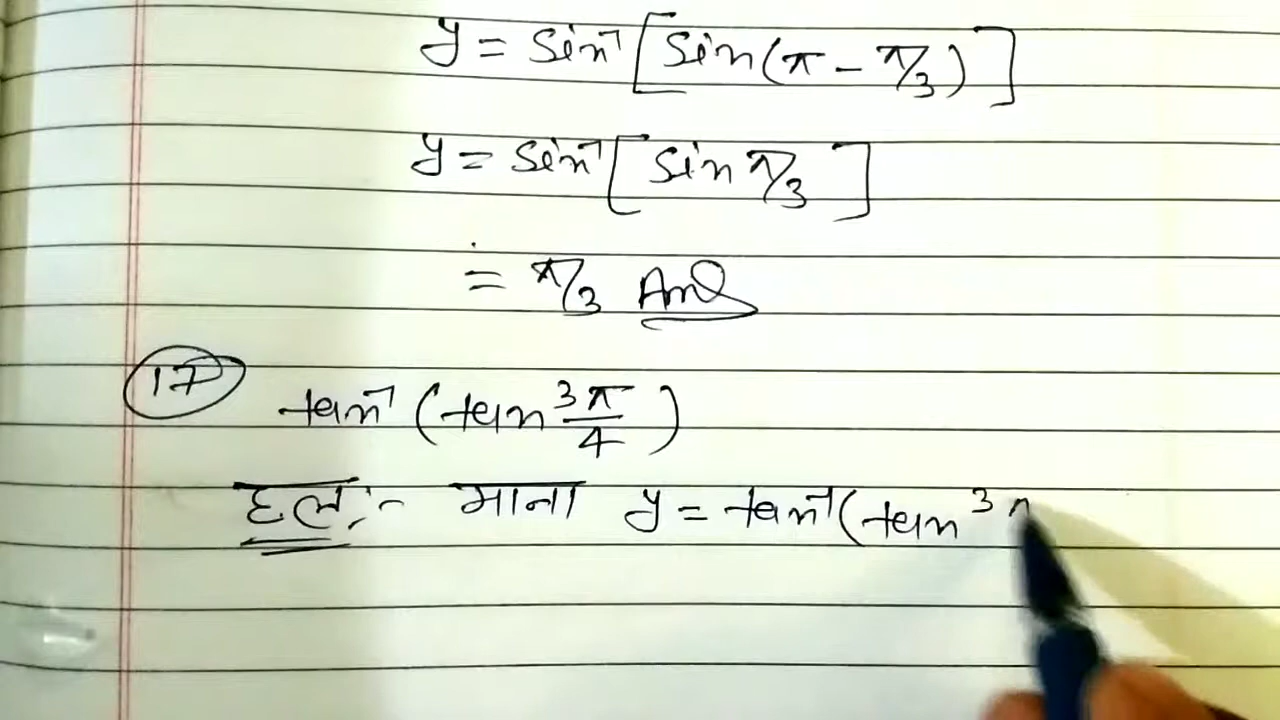 y = sin⁻¹[sin(π - π/3)]
y = sin⁻¹[sin π/3]
= π/3 Ans
17 tan⁻¹(tan 3π/4)
हल:- माना y = tan⁻¹(tan 3π